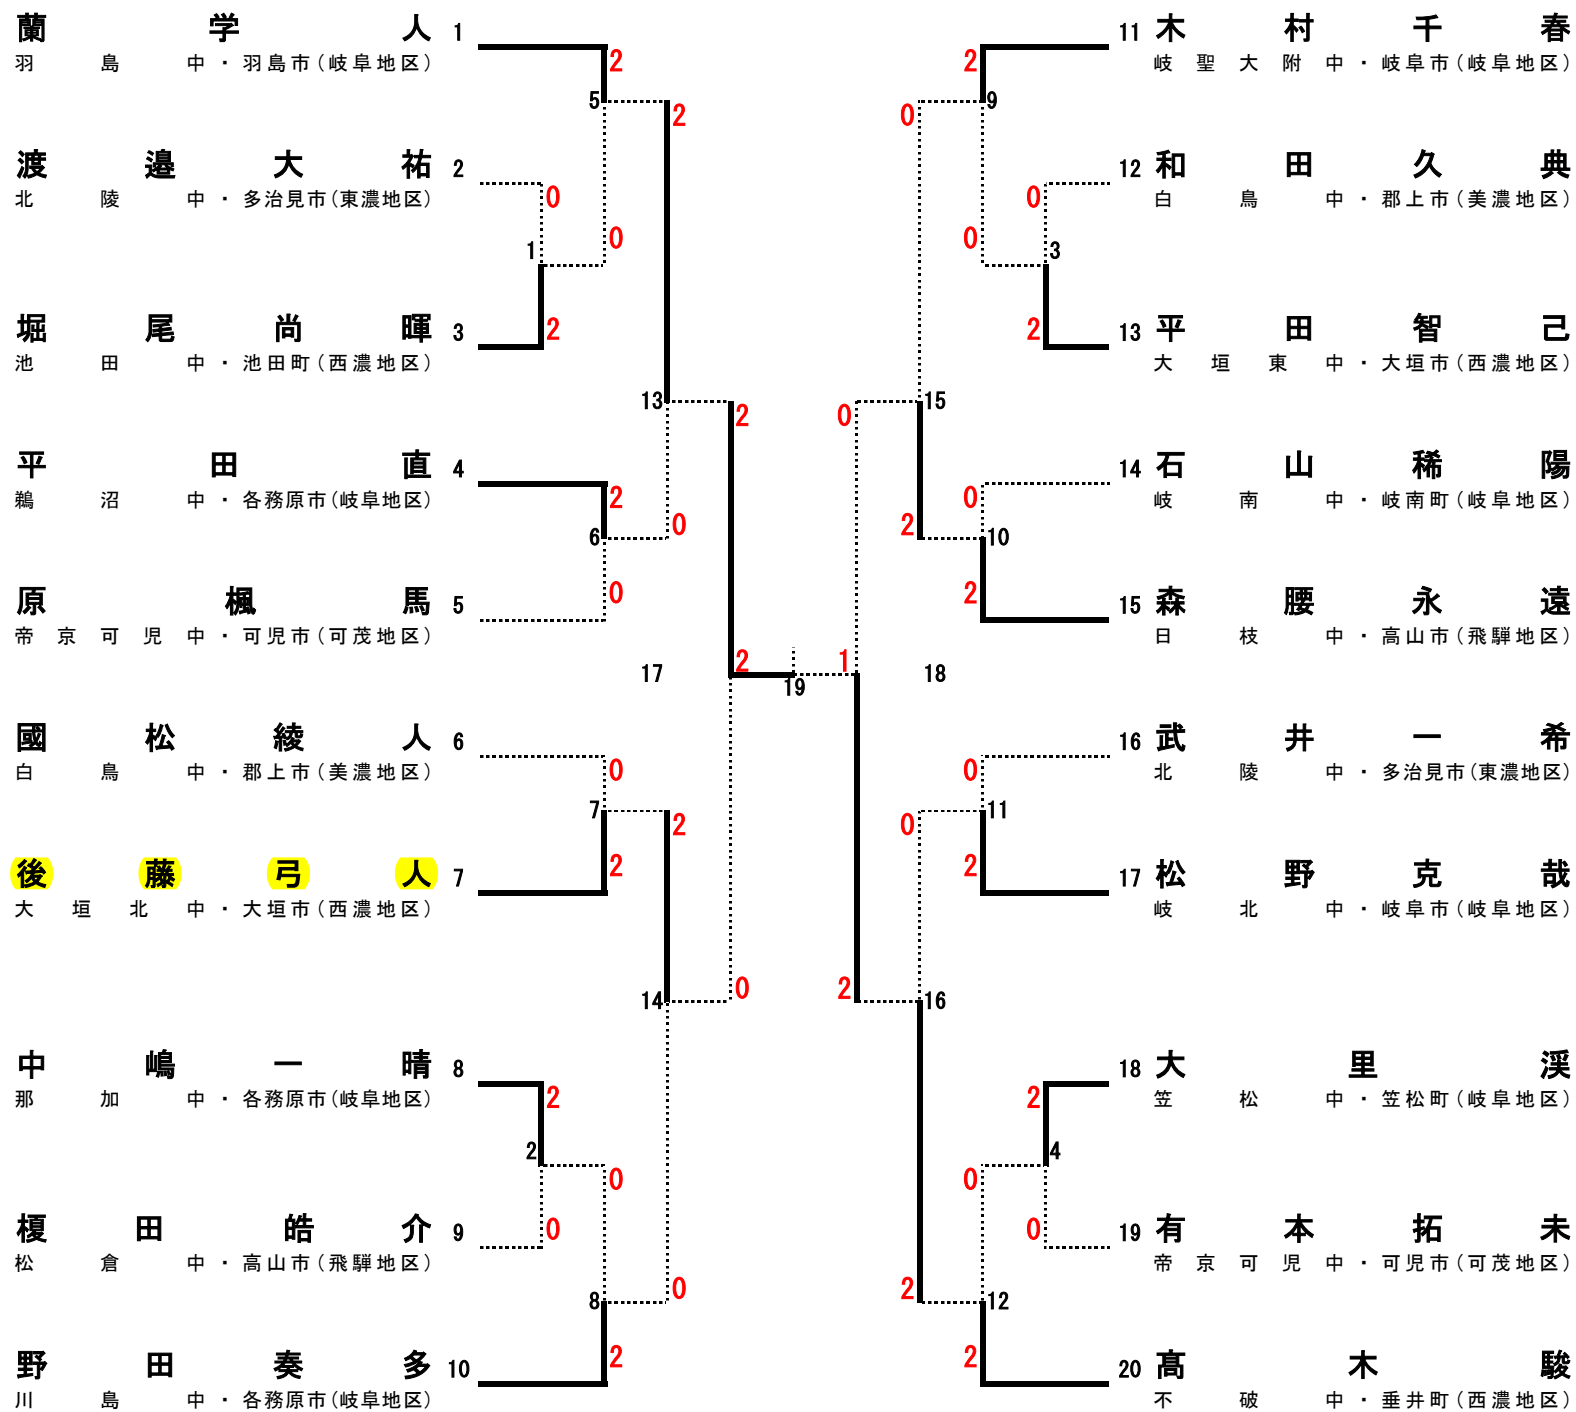 蘭学人 1
羽島中・羽島市(岐阜地区)
渡邉大祐 2
北陵中・多治見市(東濃地区)
堀尾尚暉 3
池田中・池田町(西濃地区)
平田直 4
鵜沼中・各務原市(岐阜地区)
原楓馬 5
帝京可児中・可児市(可茂地区)
國松綾人 6
白鳥中・郡上市(美濃地区)
後藤弓人 7
大垣北中・大垣市(西濃地区)
中嶋一晴 8
那加中・各務原市(岐阜地区)
榎田皓介 9
松倉中・高山市(飛騨地区)
野田奏多 10
川島中・各務原市(岐阜地区)
2
5
2
0
0
1
2
13
2
2
6
0
0
17
2
19
0
7
2
2
14
0
2
2
0
0
8
0
2
2
9
0
0
0
3
2
0
15
0
2
10
2
1
18
0
11
0
2
2
16
2
4
0
0
2
12
2
11 木村千春
岐聖大附中・岐阜市(岐阜地区)
12 和田久典
白鳥中・郡上市(美濃地区)
13 平田智己
大垣東中・大垣市(西濃地区)
14 石山稀陽
岐南中・岐南町(岐阜地区)
15 森腰永遠
日枝中・高山市(飛騨地区)
16 武井一希
北陵中・多治見市(東濃地区)
17 松野克哉
岐北中・岐阜市(岐阜地区)
18 大里渓
笠松中・笠松町(岐阜地区)
19 有本拓未
帝京可児中・可児市(可茂地区)
20 髙木駿
不破中・垂井町(西濃地区)